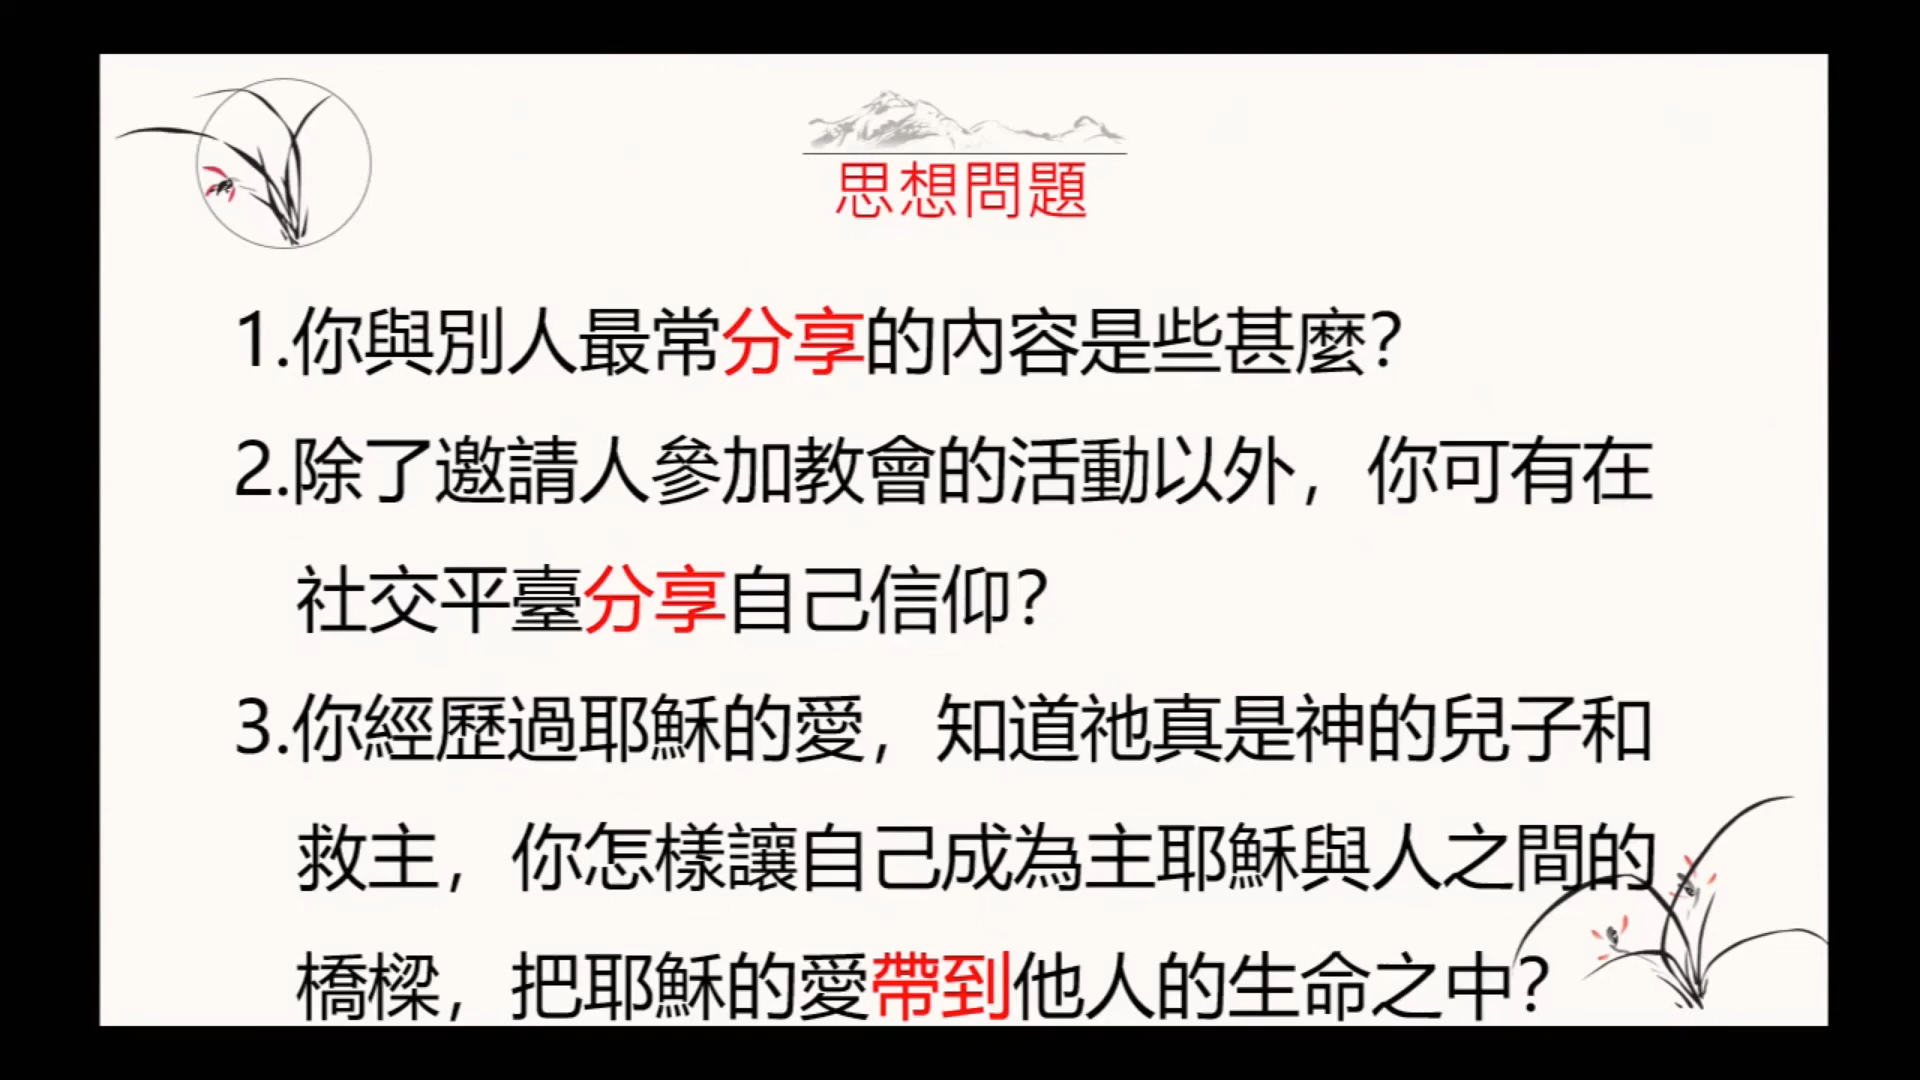 思想問題
1.你與別人最常分享的內容是些甚麼?
2.除了邀請人參加教會的活動以外，你可有在
社交平臺分享自己信仰?
3.你經歷過耶穌的愛，知道祂真是神的兒子和
救主，你怎樣讓自己成為主耶穌與人之間的
橋樑，把耶穌的愛帶到他人的生命之中?